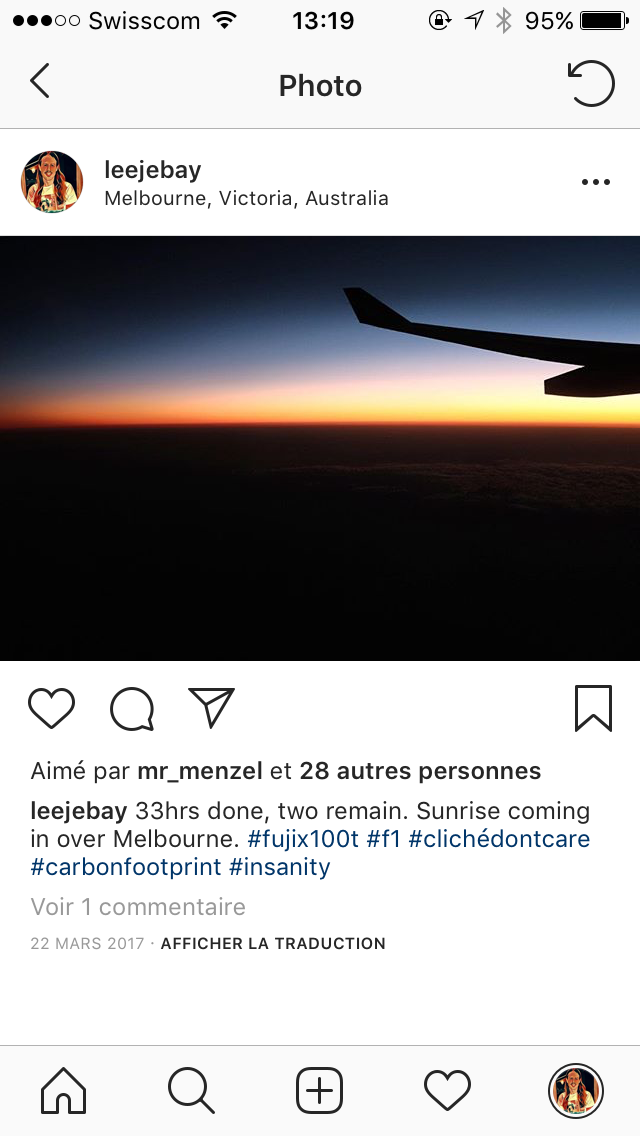 Swisscom 13:19 95%
Photo
leejebay
Melbourne, Victoria, Australia
Aimé par mr_menzel et 28 autres personnes
leejebay 33hrs done, two remain. Sunrise coming
in over Melbourne. #fujix100t #f1 #clichédontcare
#carbonfootprint #insanity
Voir 1 commentaire
22 MARS 2017 · AFFICHER LA TRADUCTION